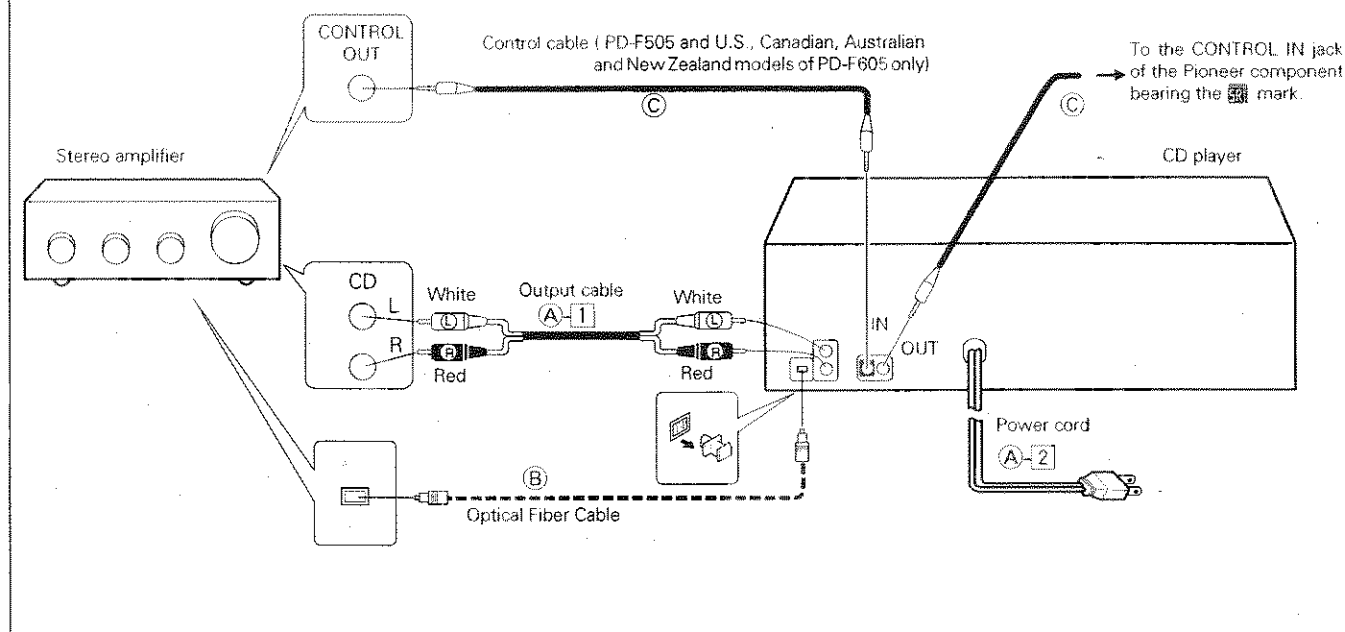 CONTROL
OUT
Control cable ( PD-F505 and U.S., Canadian, Australian
and New Zealand models of PD-F605 only)
To the CONTROL IN jack
of the Pioneer component
bearing the SR mark.
C
C
Stereo amplifier
CD player
CD
L
R
White
L
Output cable
A-1
White
L
R
Red
R
Red
IN
OUT
Power cord
A-2
B
Optical Fiber Cable